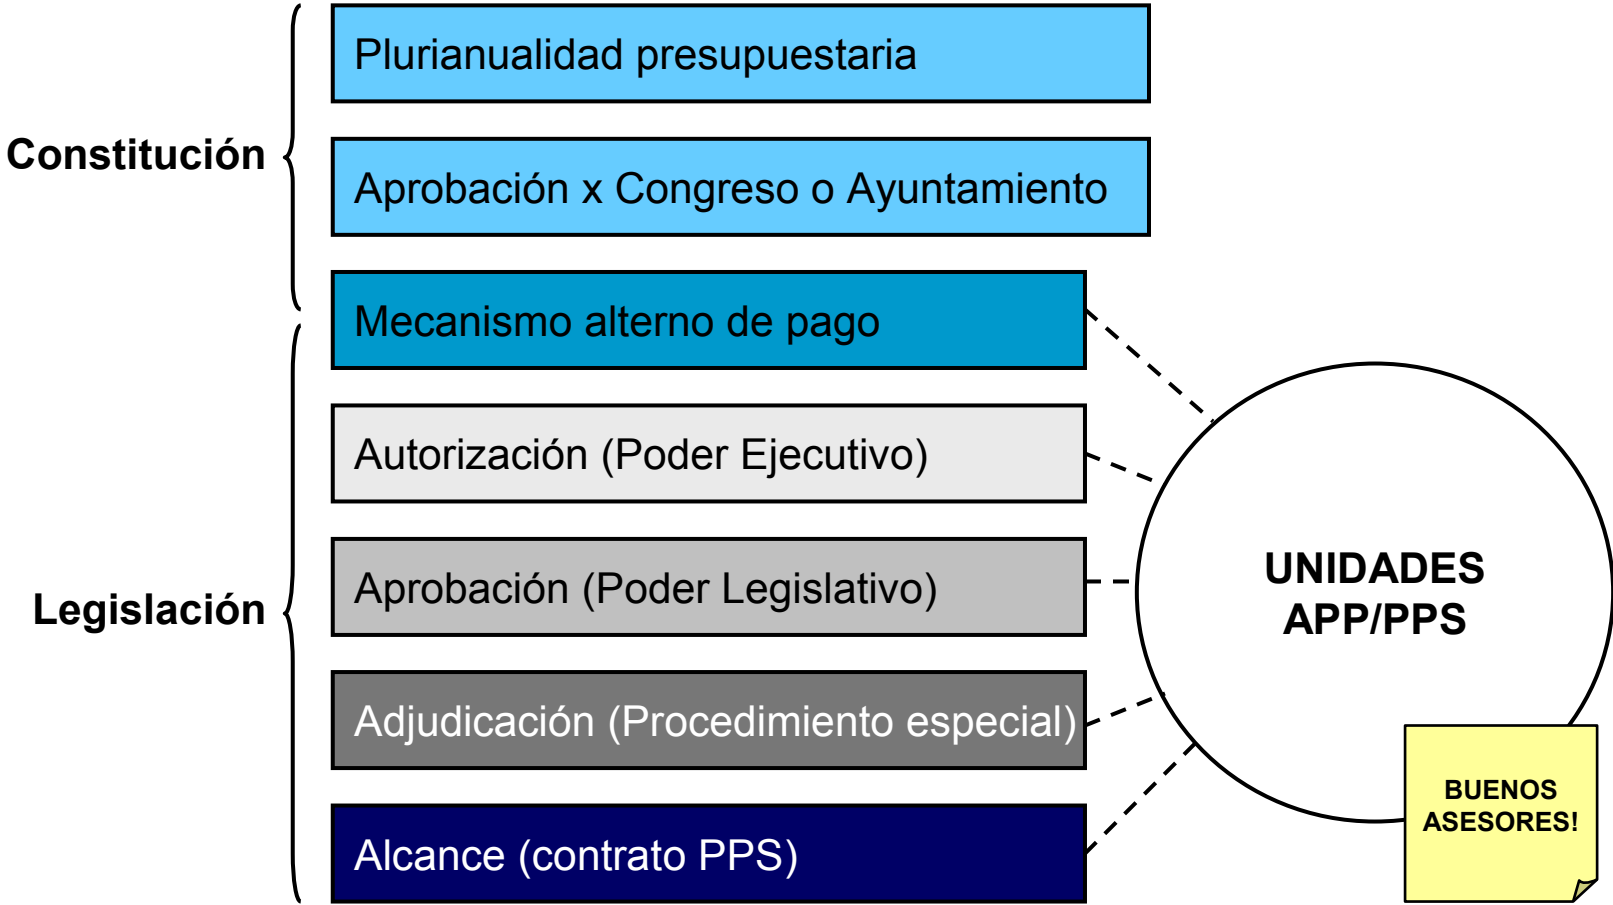 Constitución
Plurianualidad presupuestaria
Aprobación x Congreso o Ayuntamiento
Mecanismo alterno de pago
Legislación
Autorización (Poder Ejecutivo)
Aprobación (Poder Legislativo)
Adjudicación (Procedimiento especial)
Alcance (contrato PPS)
UNIDADES
APP/PPS
BUENOS
ASESORES!